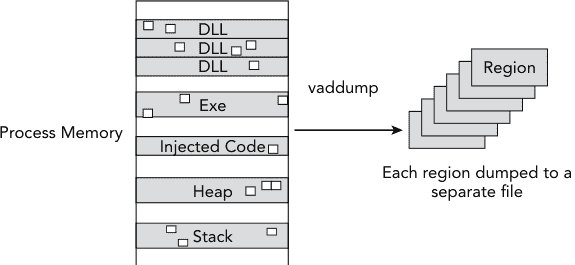 DLL
DLL
DLL
Exe
Process Memory
Injected Code
Heap
Stack
vaddump
Region
Each region dumped to a
separate file